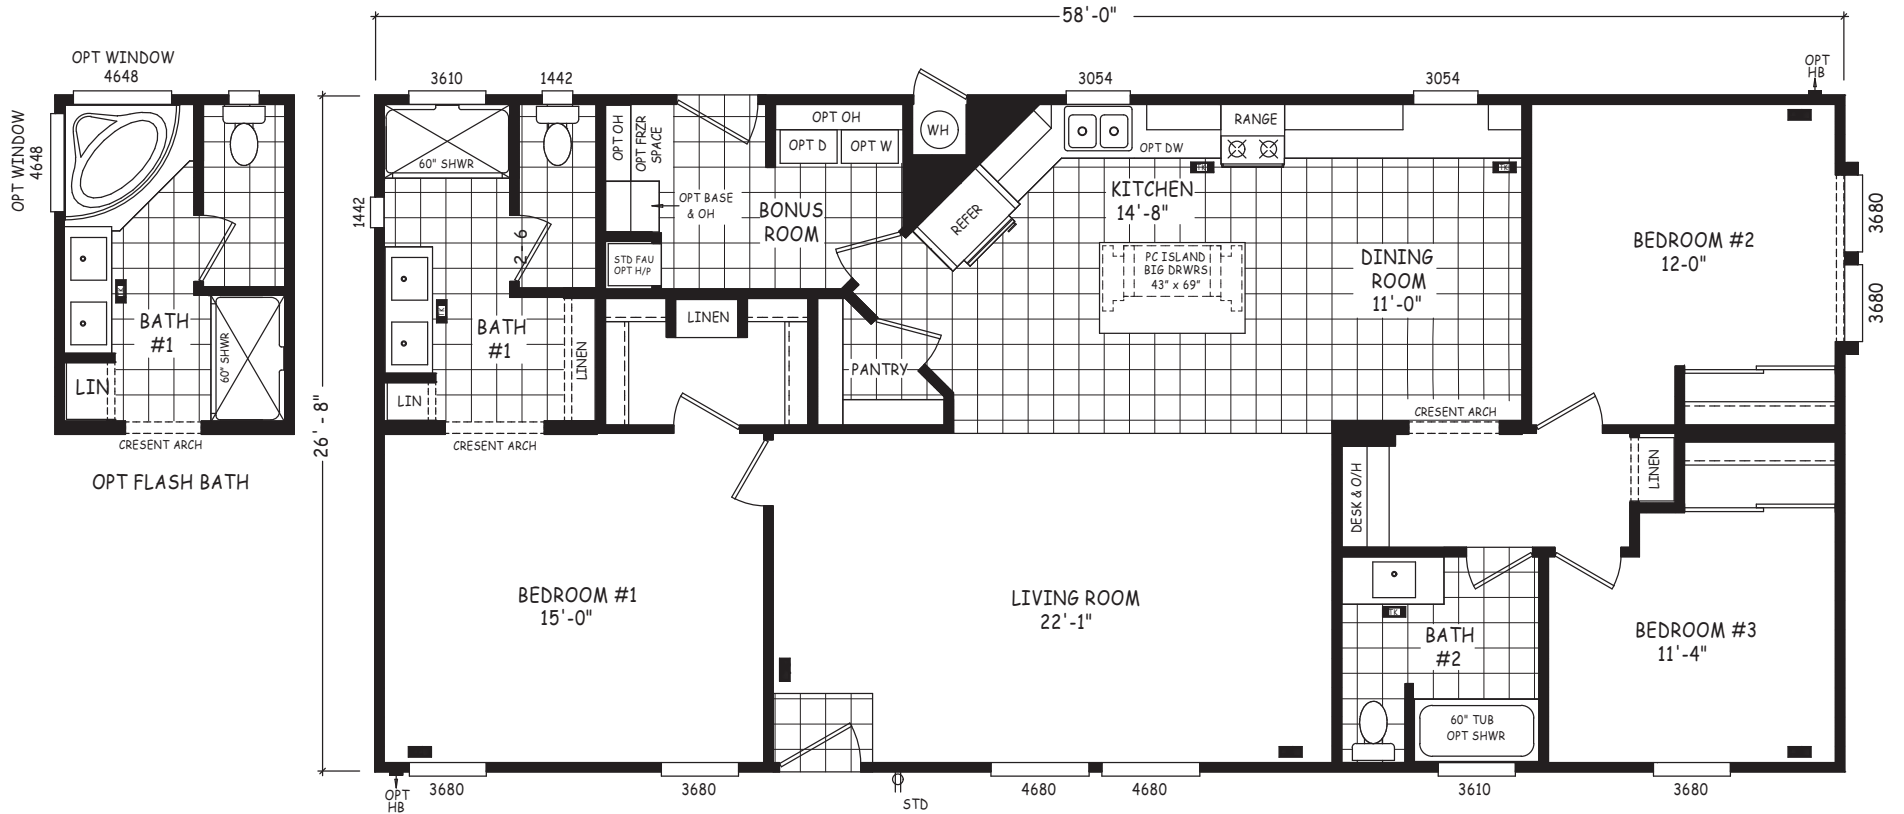 58'-0"
OPT WINDOW
4648
OPT WINDOW
4648
60" SHWR
BATH
#1
LIN
CRESENT ARCH
OPT FLASH BATH
26'-8"
3610
1442
1442
60" SHWR
2-6
BATH
#1
LINEN
LIN
CRESENT ARCH
OPT OH
OPT FRZR
SPACE
OPT BASE
& OH
STD FAU
OPT H/P
OPT OH
OPT D
OPT W
BONUS
ROOM
LINEN
WH
REFER
PANTRY
3054
3054
OPT DW
RANGE
KITCHEN
14'-8"
PC ISLAND
BIG DRWRS
43" x 69"
DINING
ROOM
11'-0"
CRESENT ARCH
OPT
HB
BEDROOM #2
12-0"
3680
3680
LINEN
DESK & O/H
BEDROOM #1
15'-0"
LIVING ROOM
22'-1"
BATH
#2
60" TUB
OPT SHWR
BEDROOM #3
11'-4"
OPT
HB
3680
3680
STD
4680
4680
3610
3680